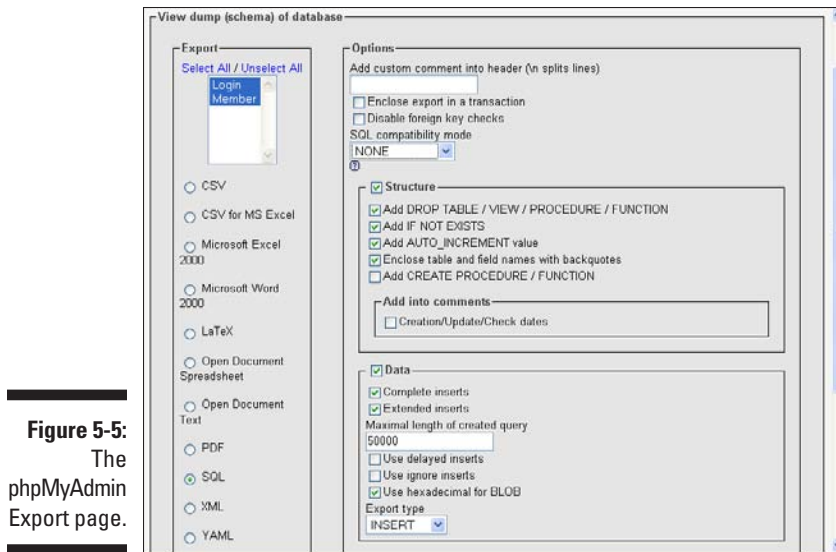 View dump (schema) of database
Export
Select All / Unselect All
Login
Member
CSV
CSV for MS Excel
Microsoft Excel
2000
Microsoft Word
2000
LaTeX
Open Document
Spreadsheet
Open Document
Text
PDF
SQL
XML
YAML
Options
Add custom comment into header (\n splits lines)
Enclose export in a transaction
Disable foreign key checks
SQL compatibility mode
NONE
Structure
Add DROP TABLE / VIEW / PROCEDURE / FUNCTION
Add IF NOT EXISTS
Add AUTO_INCREMENT value
Enclose table and field names with backquotes
Add CREATE PROCEDURE / FUNCTION
Add into comments
Creation/Update/Check dates
Data
Complete inserts
Extended inserts
Maximal length of created query
50000
Use delayed inserts
Use ignore inserts
Use hexadecimal for BLOB
Export type
INSERT
Figure 5-5:
The
phpMyAdmin
Export page.